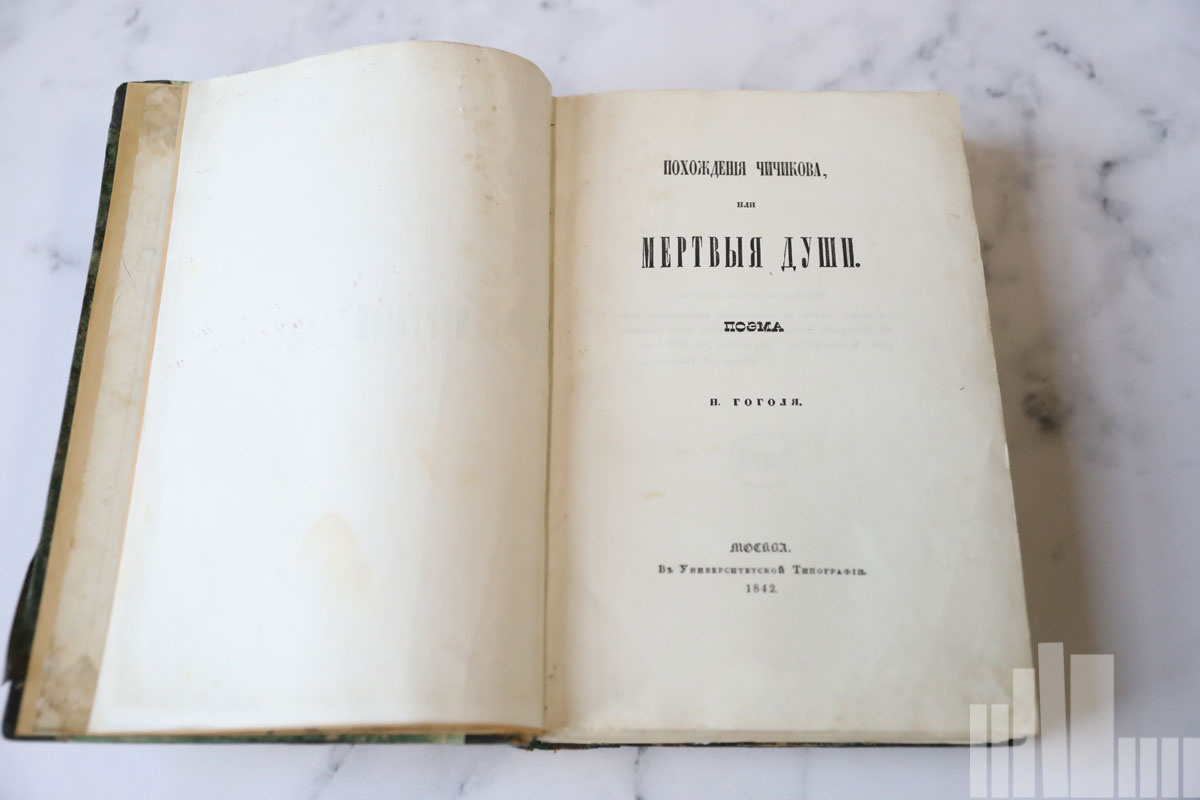 ПОХОЖДЕНІЯ ЧИЧИКОВА,
или
МЕРТВЫЯ ДУШИ.
ПОЭМА
Н. ГОГОЛЯ.
МОСКВА.
Въ Университетской Типографіи.
1842.